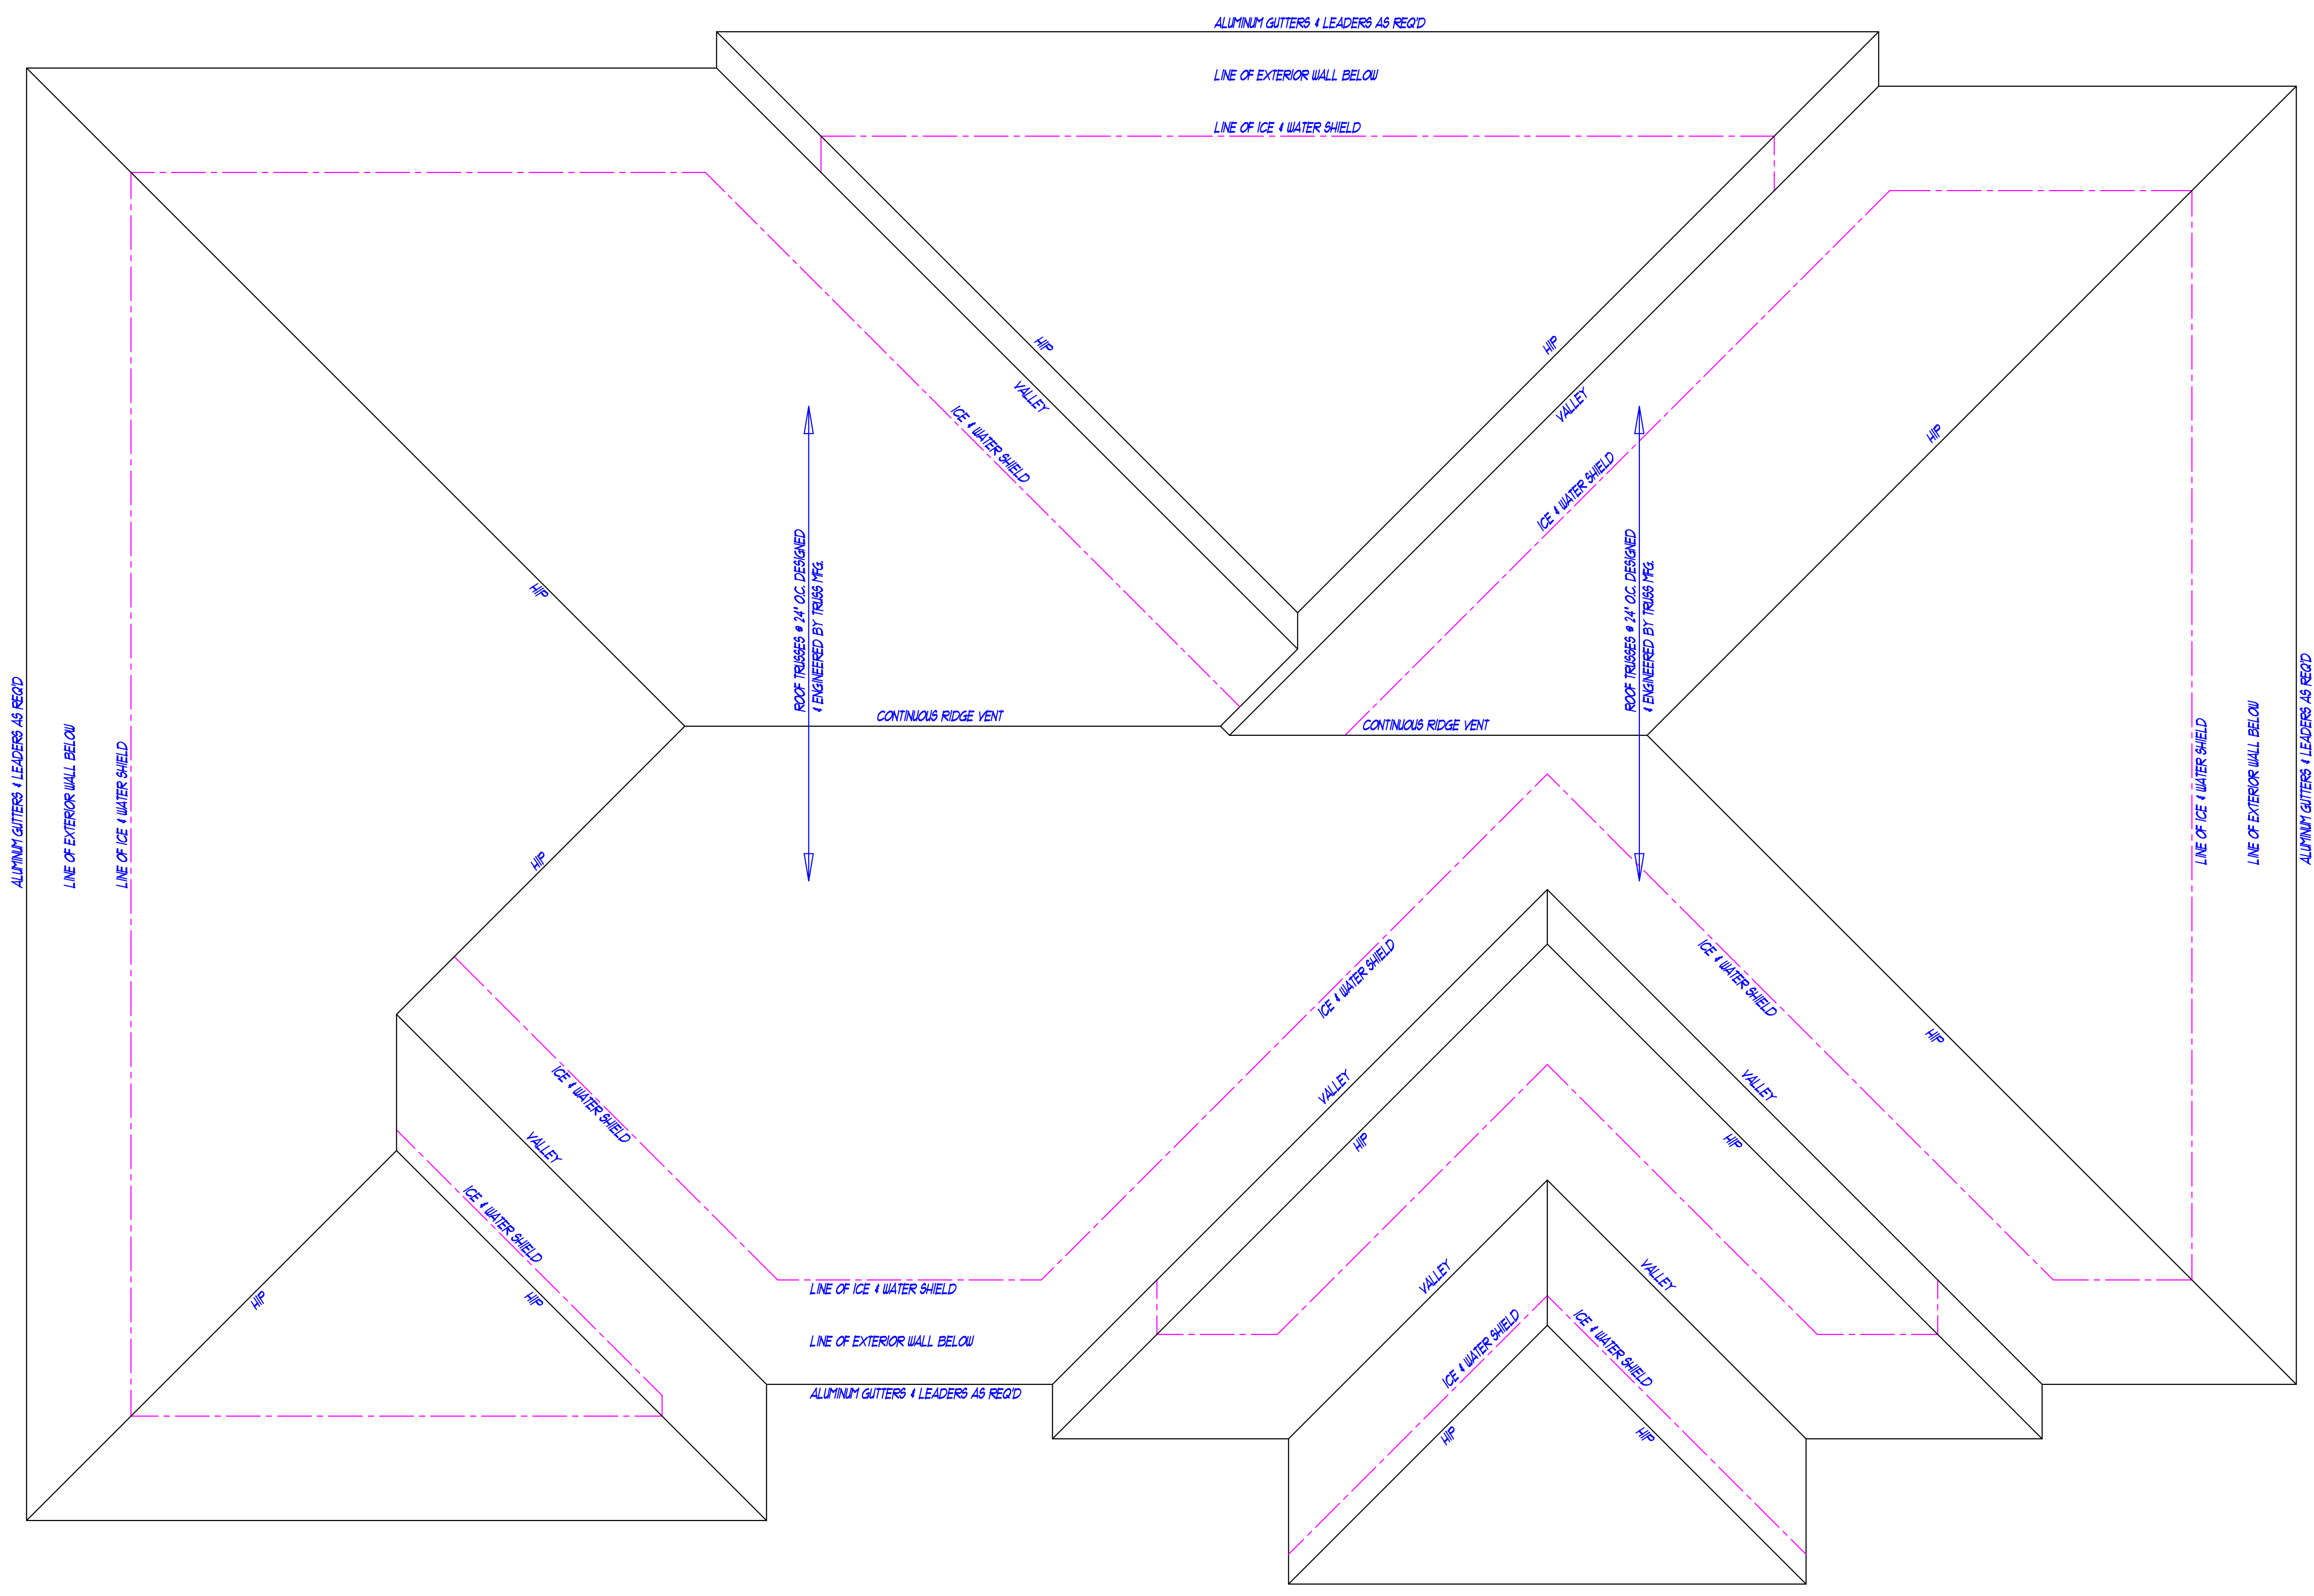 ALUMINUM GUTTERS & LEADERS AS REQ'D
LINE OF EXTERIOR WALL BELOW
LINE OF ICE & WATER SHIELD
HIP
HIP
VALLEY
VALLEY
ICE & WATER SHIELD
ICE & WATER SHIELD
HIP
HIP
ROOF TRUSSES @ 24" O.C. DESIGNED
& ENGINEERED BY TRUSS MFG.
ROOF TRUSSES @ 24" O.C. DESIGNED
& ENGINEERED BY TRUSS MFG.
CONTINUOUS RIDGE VENT
CONTINUOUS RIDGE VENT
ALUMINUM GUTTERS & LEADERS AS REQ'D
LINE OF EXTERIOR WALL BELOW
LINE OF ICE & WATER SHIELD
LINE OF ICE & WATER SHIELD
LINE OF EXTERIOR WALL BELOW
ALUMINUM GUTTERS & LEADERS AS REQ'D
HIP
ICE & WATER SHIELD
ICE & WATER SHIELD
HIP
ICE & WATER SHIELD
VALLEY
VALLEY
VALLEY
HIP
HIP
ICE & WATER SHIELD
HIP
HIP
VALLEY
VALLEY
LINE OF ICE & WATER SHIELD
LINE OF EXTERIOR WALL BELOW
ALUMINUM GUTTERS & LEADERS AS REQ'D
ICE & WATER SHIELD
ICE & WATER SHIELD
HIP
HIP